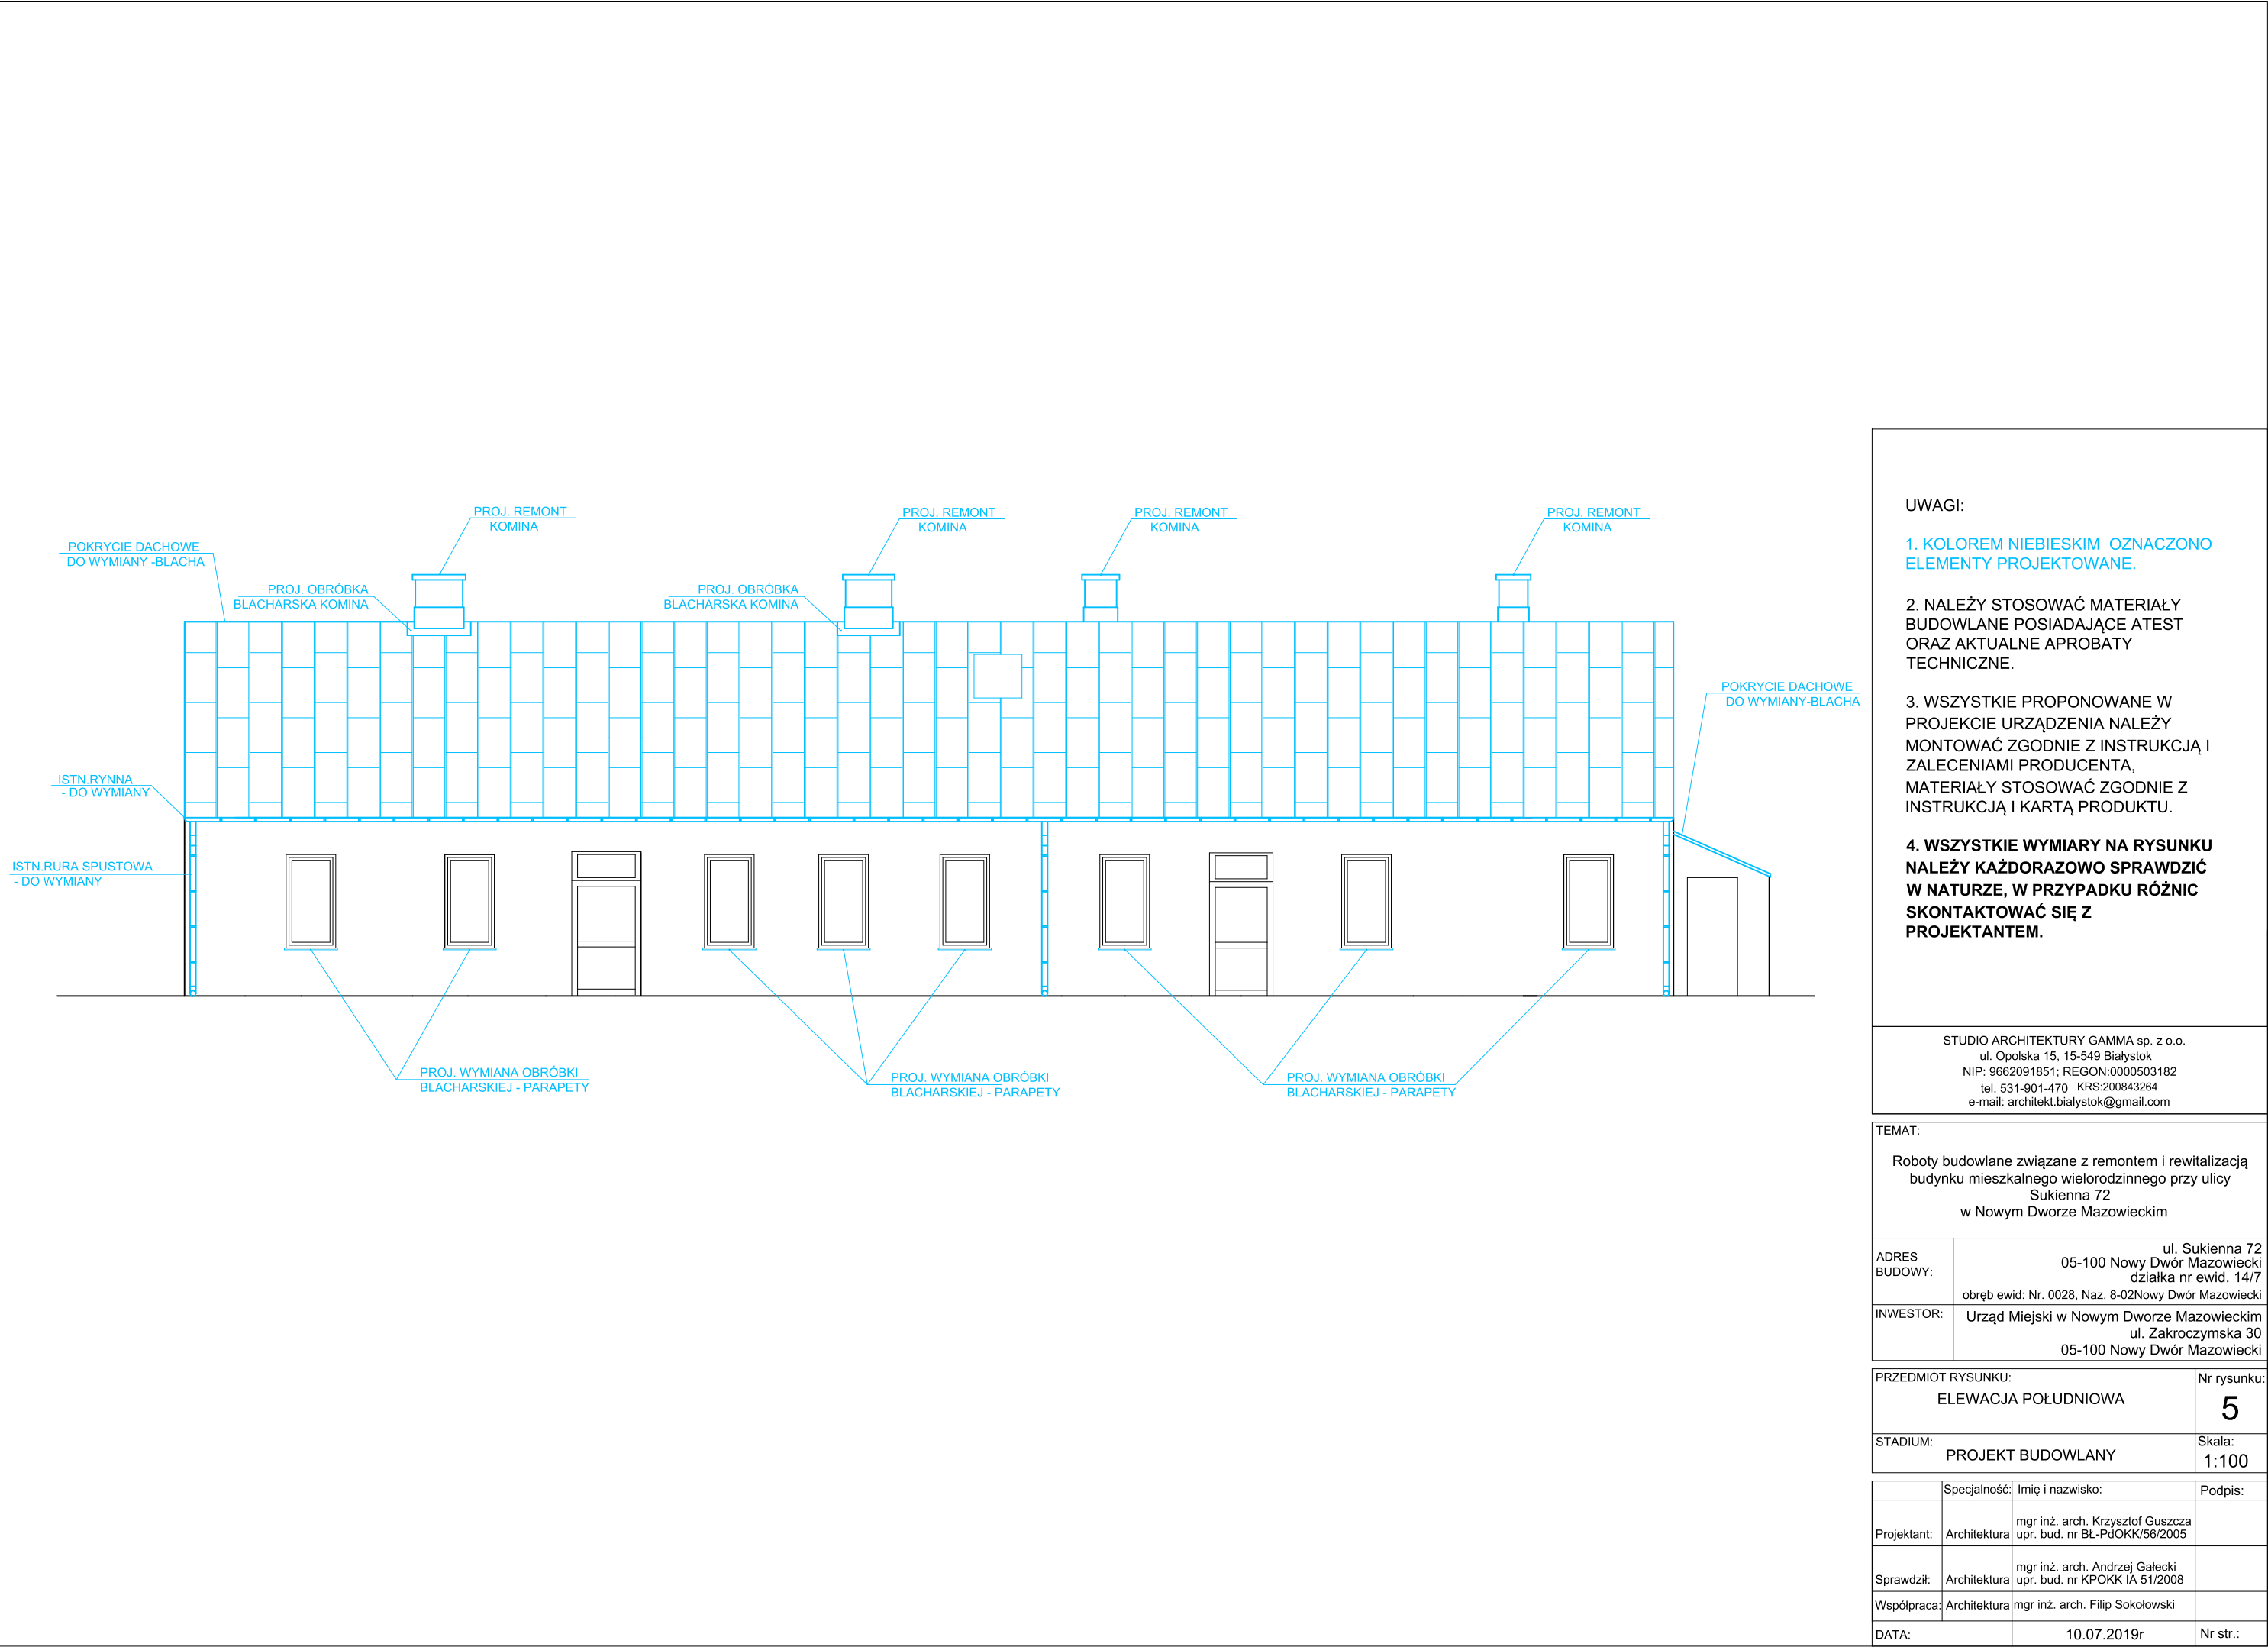 PROJ. REMONT
KOMINA
PROJ. REMONT
KOMINA
PROJ. REMONT
KOMINA
PROJ. REMONT
KOMINA
POKRYCIE DACHOWE
DO WYMIANY -BLACHA
PROJ. OBRÓBKA
BLACHARSKA KOMINA
PROJ. OBRÓBKA
BLACHARSKA KOMINA
POKRYCIE DACHOWE
DO WYMIANY-BLACHA
ISTN.RYNNA
- DO WYMIANY
ISTN.RURA SPUSTOWA
- DO WYMIANY
PROJ. WYMIANA OBRÓBKI
BLACHARSKIEJ - PARAPETY
PROJ. WYMIANA OBRÓBKI
BLACHARSKIEJ - PARAPETY
PROJ. WYMIANA OBRÓBKI
BLACHARSKIEJ - PARAPETY
UWAGI:
1. KOLOREM NIEBIESKIM OZNACZONO
ELEMENTY PROJEKTOWANE.
2. NALEŻY STOSOWAĆ MATERIAŁY
BUDOWLANE POSIADAJĄCE ATEST
ORAZ AKTUALNE APROBATY
TECHNICZNE.
3. WSZYSTKIE PROPONOWANE W
PROJEKCIE URZĄDZENIA NALEŻY
MONTOWAĆ ZGODNIE Z INSTRUKCJĄ I
ZALECENIAMI PRODUCENTA,
MATERIAŁY STOSOWAĆ ZGODNIE Z
INSTRUKCJĄ I KARTĄ PRODUKTU.
4. WSZYSTKIE WYMIARY NA RYSUNKU
NALEŻY KAŻDORAZOWO SPRAWDZIĆ
W NATURZE, W PRZYPADKU RÓŻNIC
SKONTAKTOWAĆ SIĘ Z
PROJEKTANTEM.
STUDIO ARCHITEKTURY GAMMA sp. z o.o.
ul. Opolska 15, 15-549 Białystok
NIP: 9662091851; REGON:0000503182
tel. 531-901-470 KRS:200843264
e-mail: architekt.bialystok@gmail.com
TEMAT:
Roboty budowlane związane z remontem i rewitalizacją
budynku mieszkalnego wielorodzinnego przy ulicy
Sukienna 72
w Nowym Dworze Mazowieckim
ADRES
BUDOWY:
ul. Sukienna 72
05-100 Nowy Dwór Mazowiecki
działka nr ewid. 14/7
obręb ewid: Nr. 0028, Naz. 8-02Nowy Dwór Mazowiecki
INWESTOR:
Urząd Miejski w Nowym Dworze Mazowieckim
ul. Zakroczymska 30
05-100 Nowy Dwór Mazowiecki
PRZEDMIOT RYSUNKU:
ELEWACJA POŁUDNIOWA
Nr rysunku:
5
STADIUM:
PROJEKT BUDOWLANY
Skala:
1:100
Specjalność: Imię i nazwisko: Podpis:
mgr inż. arch. Krzysztof Guszcza
Projektant: Architektura upr. bud. nr BŁ-PdOKK/56/2005
mgr inż. arch. Andrzej Gałecki
Sprawdził: Architektura upr. bud. nr KPOKK IA 51/2008
Współpraca: Architektura mgr inż. arch. Filip Sokołowski
DATA: 10.07.2019r Nr str.: